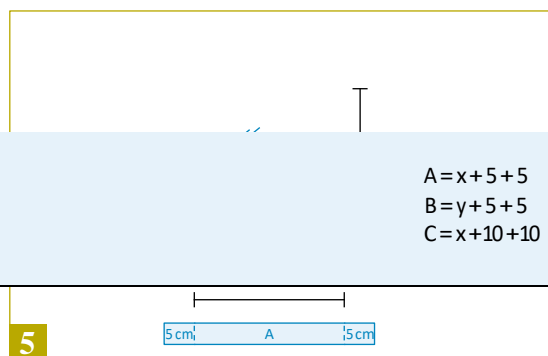 A = x + 5 + 5
B = y + 5 + 5
C = x + 10 + 10
5 cm A 5 cm
5